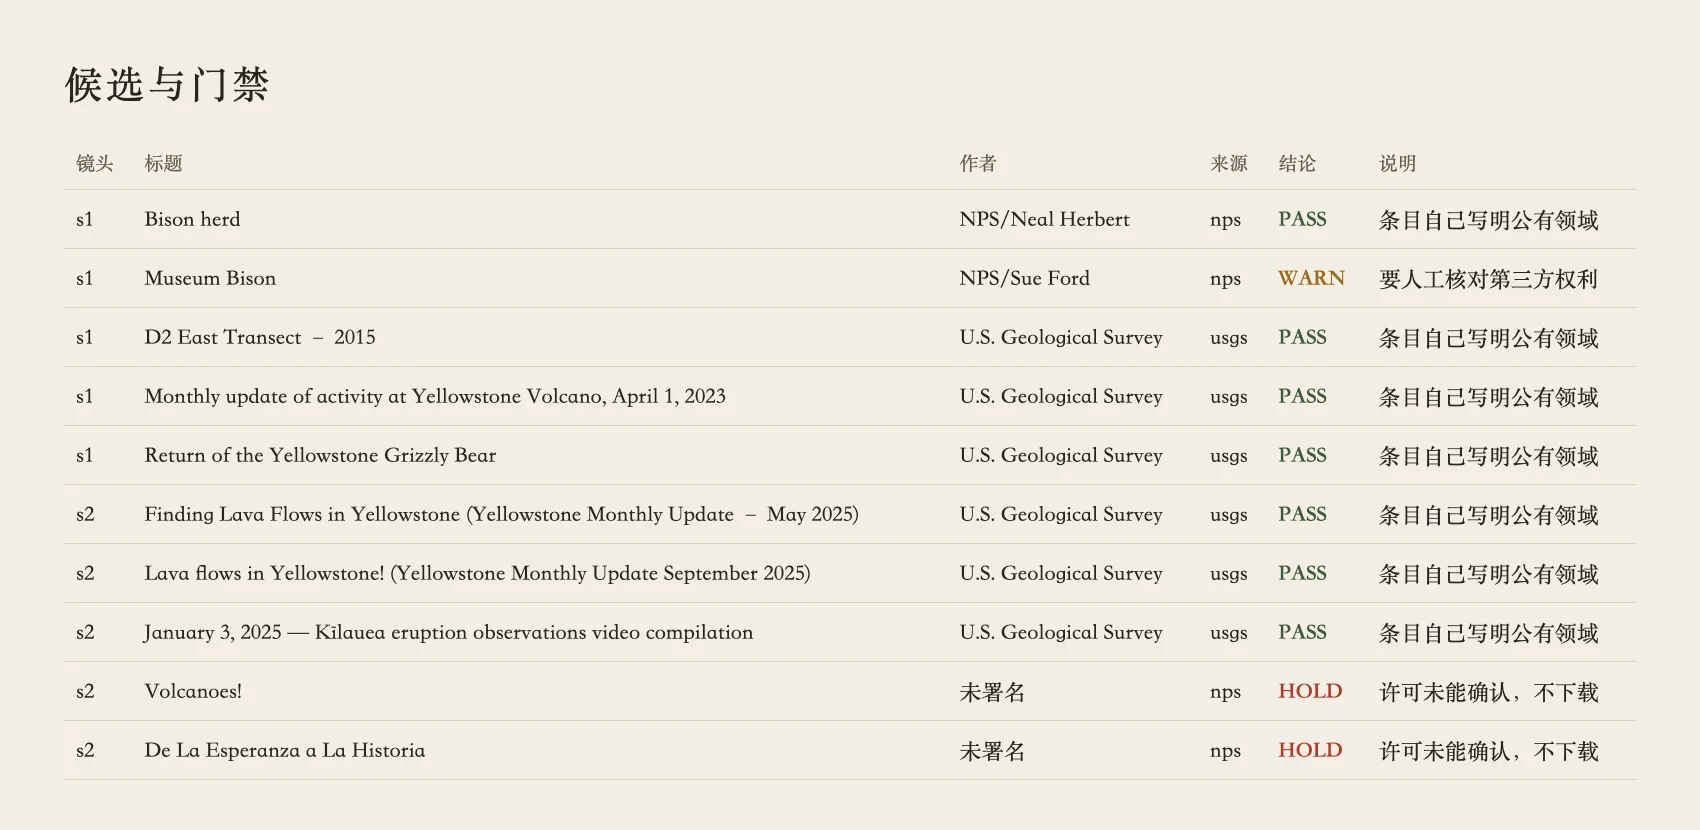 候选与门禁
镜头 标题 作者 来源 结论 说明
s1 Bison herd NPS/Neal Herbert nps PASS 条目自己写明公有领域
s1 Museum Bison NPS/Sue Ford nps WARN 要人工核对第三方权利
s1 D2 East Transect – 2015 U.S. Geological Survey usgs PASS 条目自己写明公有领域
s1 Monthly update of activity at Yellowstone Volcano, April 1, 2023 U.S. Geological Survey usgs PASS 条目自己写明公有领域
s1 Return of the Yellowstone Grizzly Bear U.S. Geological Survey usgs PASS 条目自己写明公有领域
s2 Finding Lava Flows in Yellowstone (Yellowstone Monthly Update – May 2025) U.S. Geological Survey usgs PASS 条目自己写明公有领域
s2 Lava flows in Yellowstone! (Yellowstone Monthly Update September 2025) U.S. Geological Survey usgs PASS 条目自己写明公有领域
s2 January 3, 2025 — Kīlauea eruption observations video compilation U.S. Geological Survey usgs PASS 条目自己写明公有领域
s2 Volcanoes! 未署名 nps HOLD 许可未能确认，不下载
s2 De La Esperanza a La Historia 未署名 nps HOLD 许可未能确认，不下载